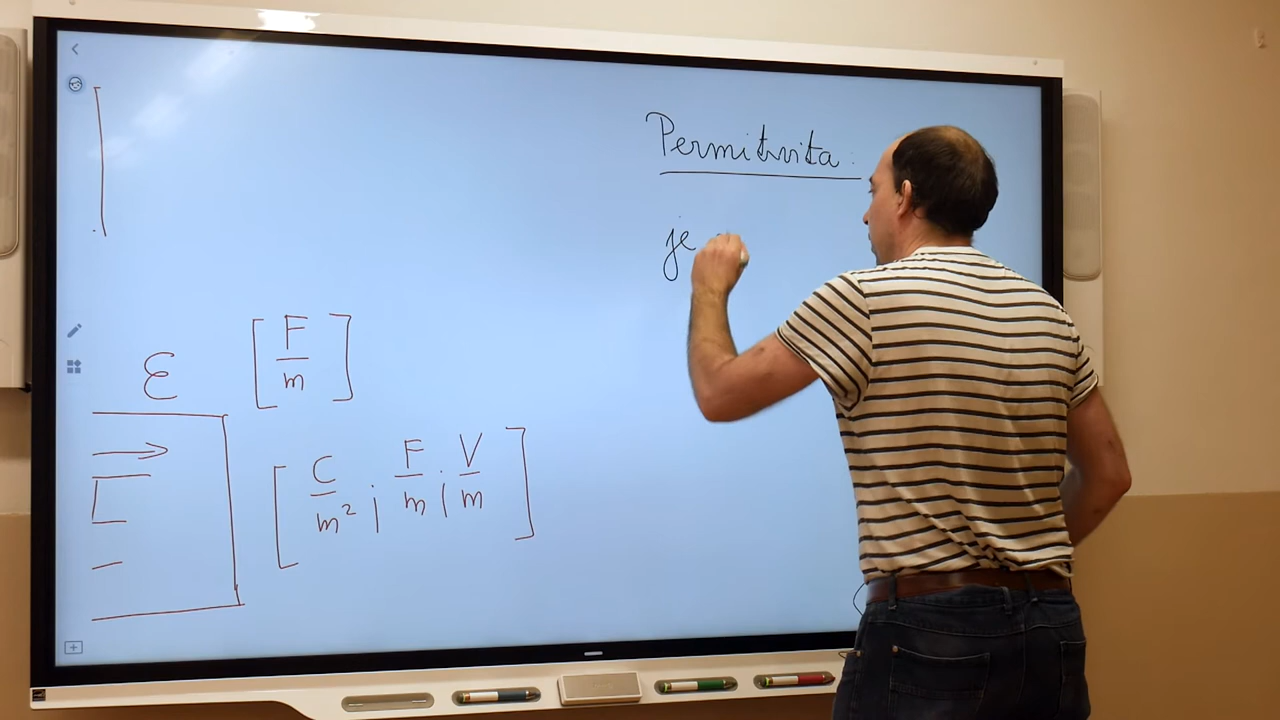 Permitivita:
je
ε [F/m]
[C/m²; F/m; V/m]